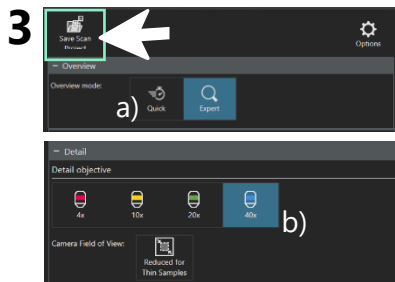 3
Save Scan
Project
Options
− Overview
Overview mode:
a)
Quick
Expert
− Detail
Detail objective
4x
10x
20x
40x
b)
Camera Field of View:
Reduced for
Thin Samples